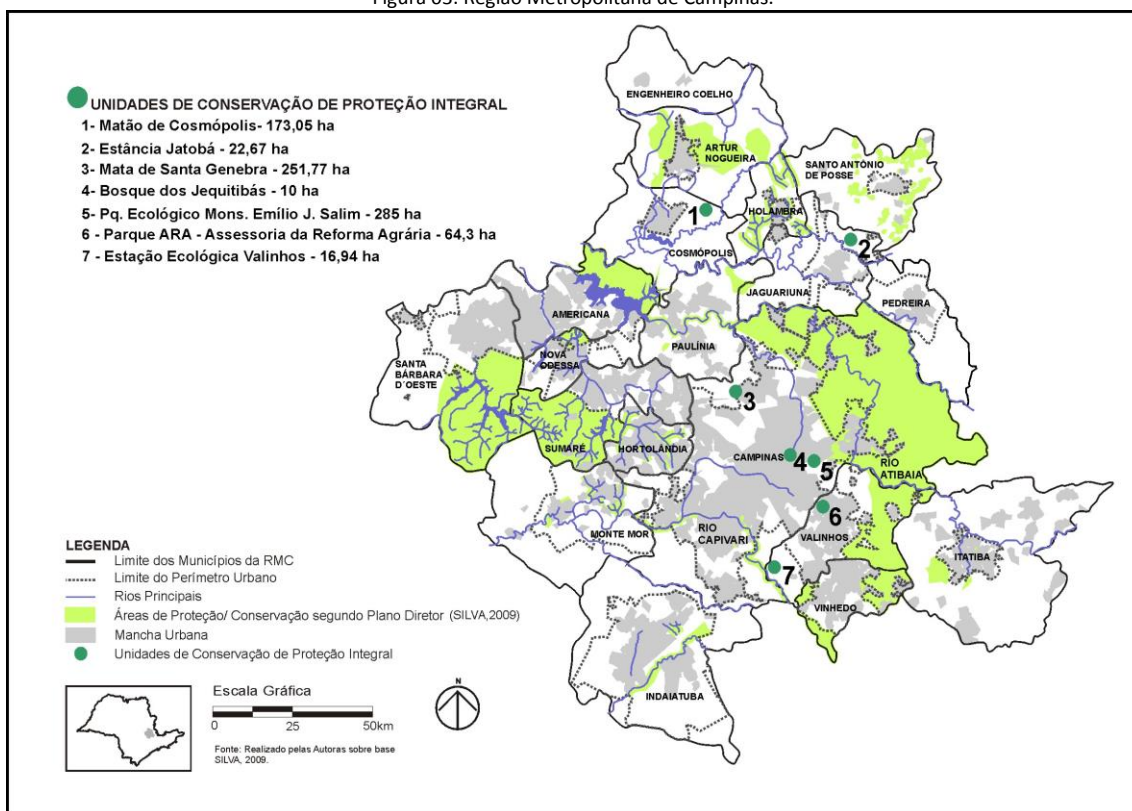 Figura 03: Região Metropolitana de Campinas.
UNIDADES DE CONSERVAÇÃO DE PROTEÇÃO INTEGRAL
1- Matão de Cosmópolis- 173,05 ha
2- Estância Jatobá - 22,67 ha
3- Mata de Santa Genebra - 251,77 ha
4- Bosque dos Jequitibás - 10 ha
5- Pq. Ecológico Mons. Emílio J. Salim - 285 ha
6 - Parque ARA - Assessoria da Reforma Agrária - 64,3 ha
7 - Estação Ecológica Valinhos - 16,94 ha
ENGENHEIRO COELHO
ARTUR
NOGUEIRA
SANTO ANTÔNIO
DE POSSE
1
HOLAMBRA
2
COSMÓPOLIS
JAGUARIUNA
PEDREIRA
AMERICANA
PAULÍNIA
NOVA
ODESSA
SANTA
BÁRBARA
D´OESTE
3
SUMARÉ
HORTOLÂNDIA
CAMPINAS
4
5
RIO
ATIBAIA
6
VALINHOS
MONTE MOR
RIO
CAPIVARI
ITATIBA
7
VINHEDO
INDAIATUBA
LEGENDA
Limite dos Municípios da RMC
Limite do Perímetro Urbano
Rios Principais
Áreas de Proteção/ Conservação segundo Plano Diretor (SILVA,2009)
Mancha Urbana
Unidades de Conservação de Proteção Integral
Escala Gráfica
0 25 50km
N
Fonte: Realizado pelas Autoras sobre base
SILVA, 2009.